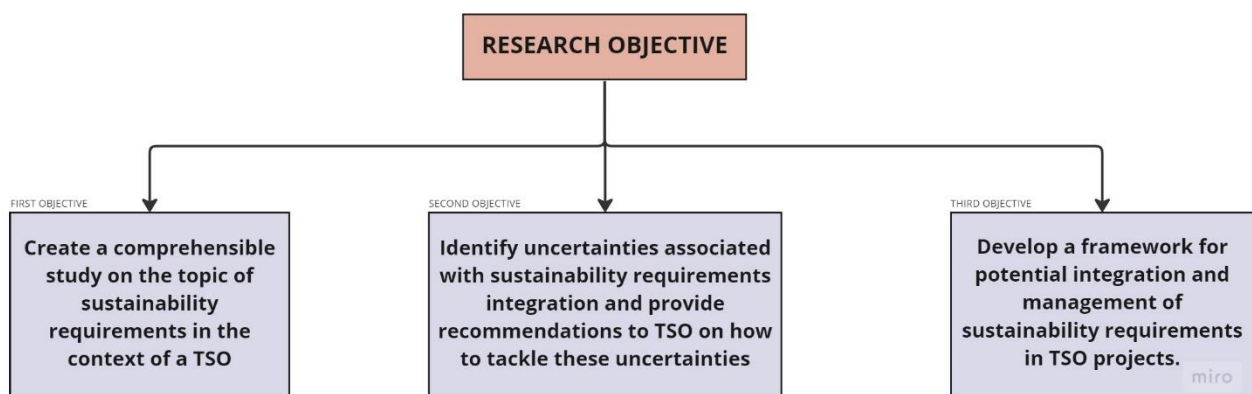 RESEARCH OBJECTIVE
FIRST OBJECTIVE
Create a comprehensible
study on the topic of
sustainability
requirements in the
context of a TSO
SECOND OBJECTIVE
Identify uncertainties associated
with sustainability requirements
integration and provide
recommendations to TSO on how
to tackle these uncertainties
THIRD OBJECTIVE
Develop a framework for
potential integration and
management of
sustainability requirements
in TSO projects.
miro